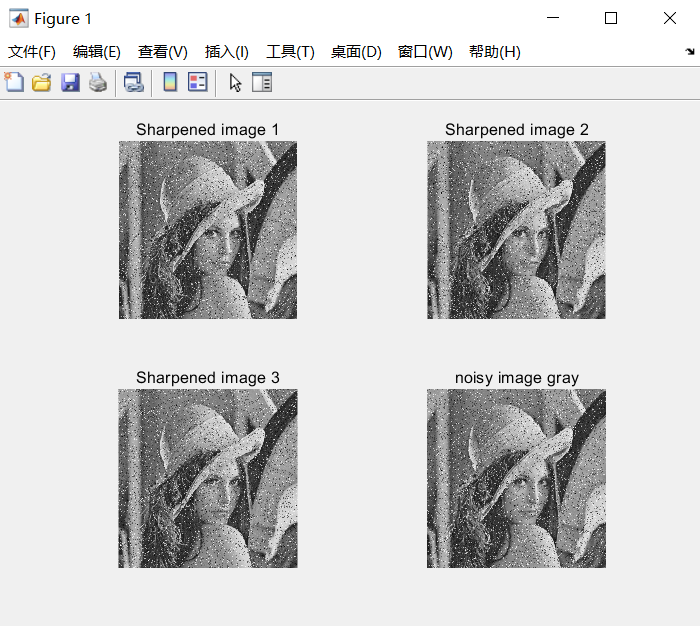 Figure 1
文件(F) 编辑(E) 查看(V) 插入(I) 工具(T) 桌面(D) 窗口(W) 帮助(H)
Sharpened image 1
Sharpened image 2
Sharpened image 3
noisy image gray